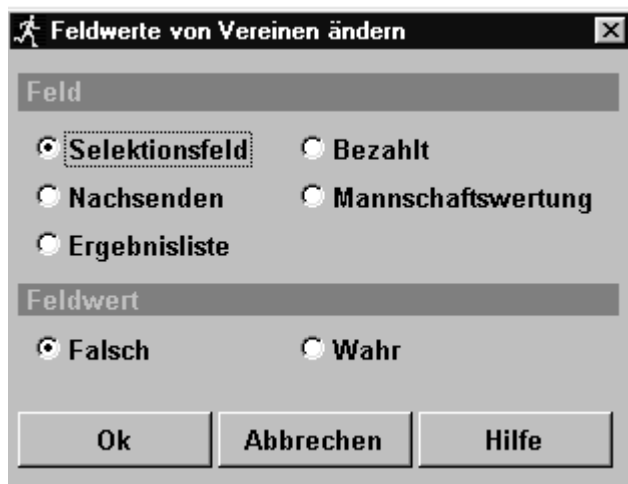 Feldwerte von Vereinen ändern
Feld
Selektionsfeld Bezahlt
Nachsenden Mannschaftswertung
Ergebnisliste
Feldwert
Falsch Wahr
Ok Abbrechen Hilfe